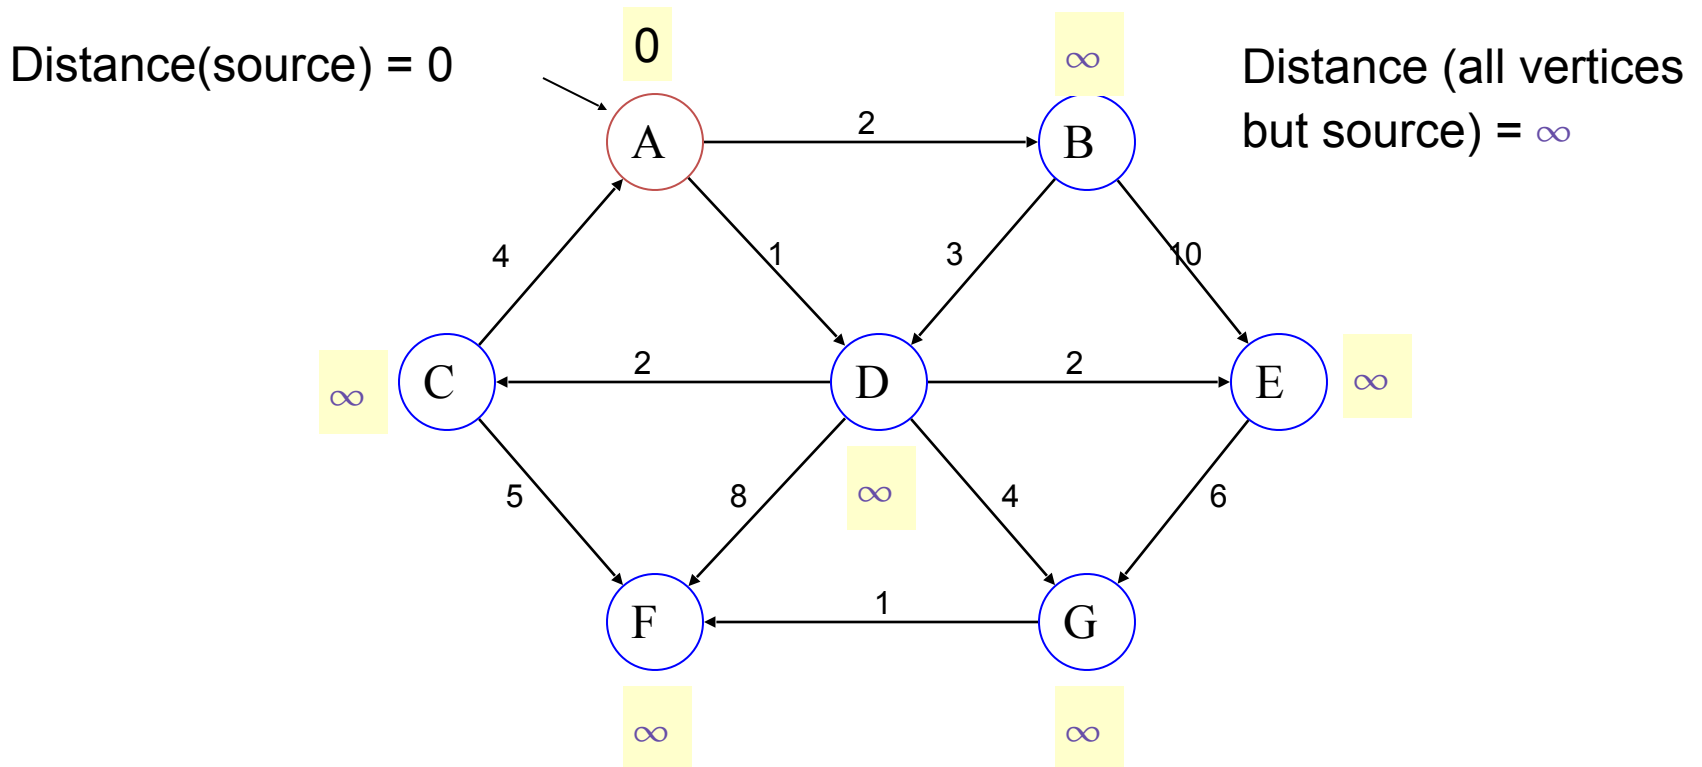 Distance(source) = 0
0
∞
Distance (all vertices
but source) = ∞
A
2
B
4
1
3
10
∞
C
2
D
2
E
∞
5
8
∞
4
6
F
1
G
∞
∞